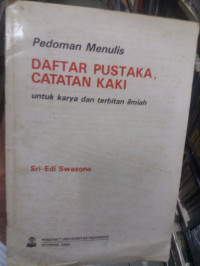 Pedoman Menulis
DAFTAR PUSTAKA,
CATATAN KAKI
untuk karya dan terbitan ilmiah
Sri-Edi Swasono